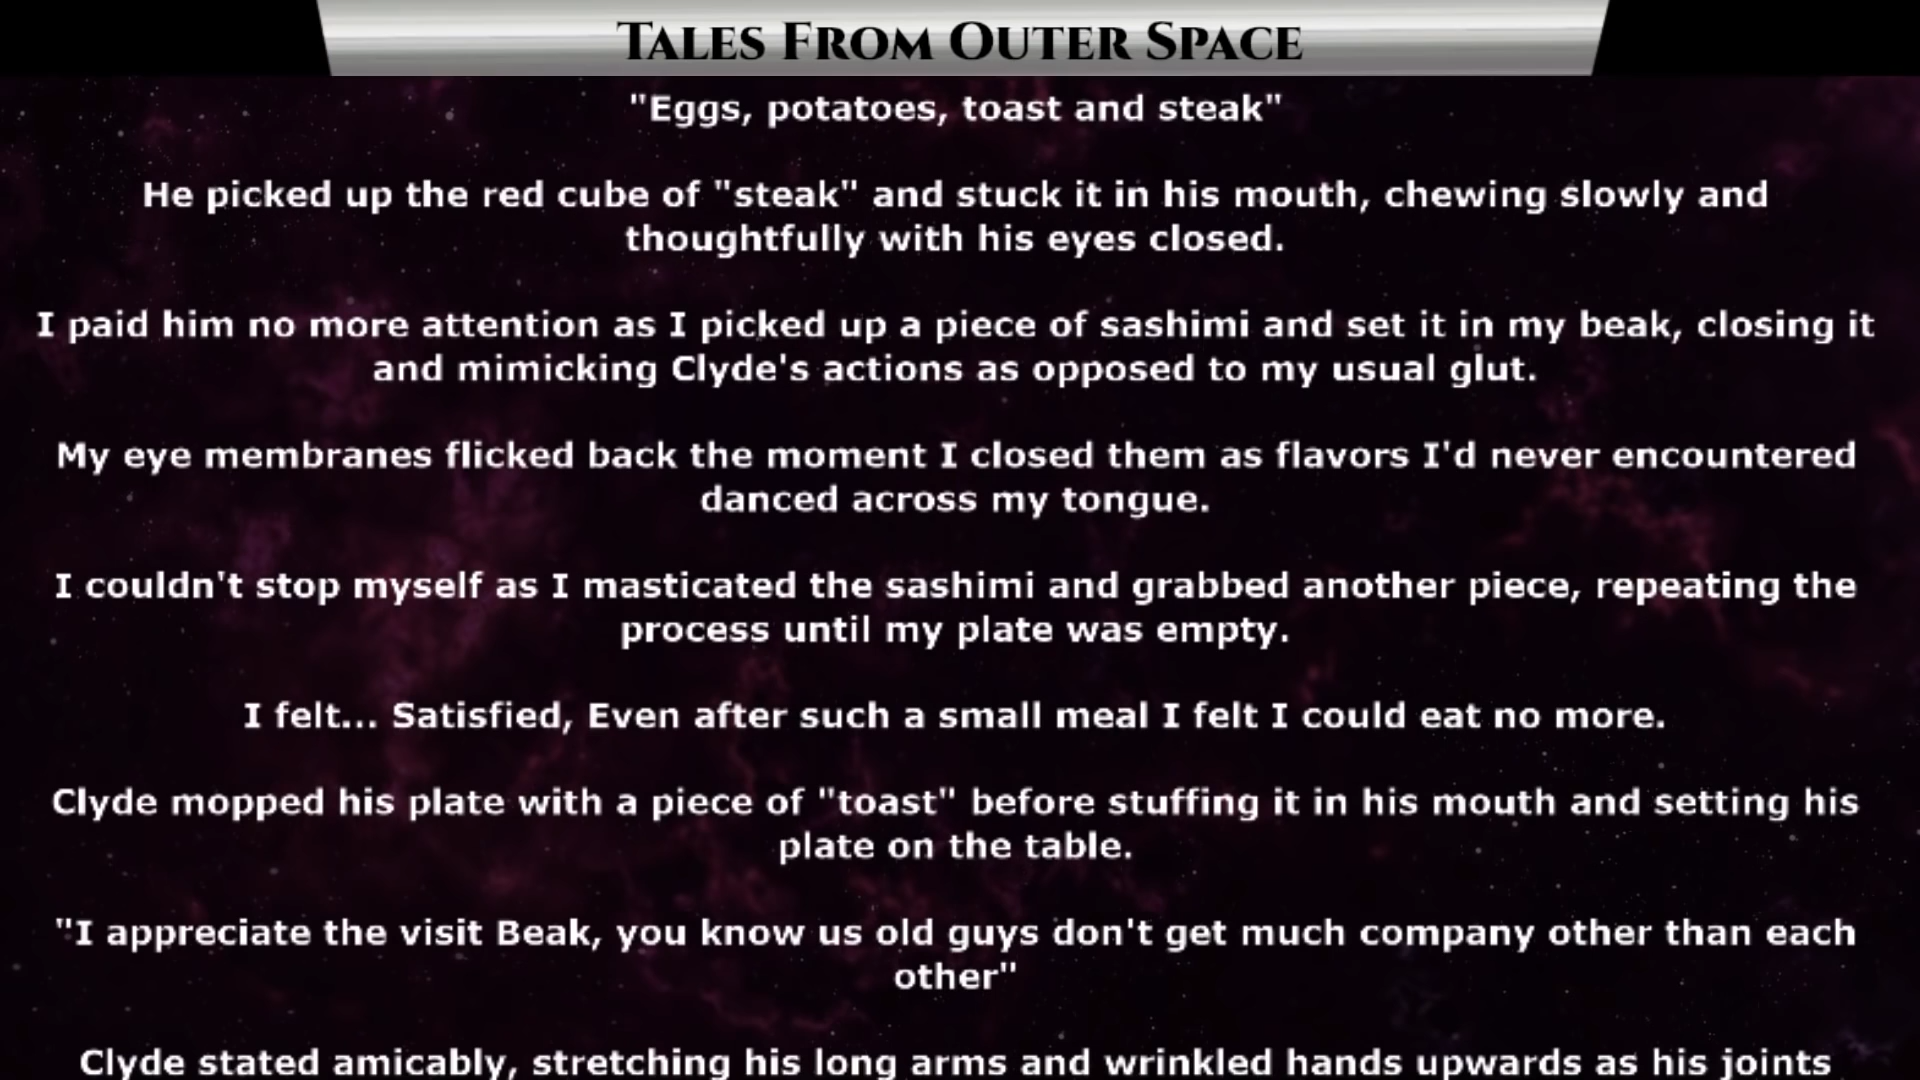 Tales From Outer Space
"Eggs, potatoes, toast and steak"
He picked up the red cube of "steak" and stuck it in his mouth, chewing slowly and
thoughtfully with his eyes closed.
I paid him no more attention as I picked up a piece of sashimi and set it in my beak, closing it
and mimicking Clyde's actions as opposed to my usual glut.
My eye membranes flicked back the moment I closed them as flavors I'd never encountered
danced across my tongue.
I couldn't stop myself as I masticated the sashimi and grabbed another piece, repeating the
process until my plate was empty.
I felt... Satisfied, Even after such a small meal I felt I could eat no more.
Clyde mopped his plate with a piece of "toast" before stuffing it in his mouth and setting his
plate on the table.
"I appreciate the visit Beak, you know us old guys don't get much company other than each
other"
Clyde stated amicably, stretching his long arms and wrinkled hands upwards as his joints